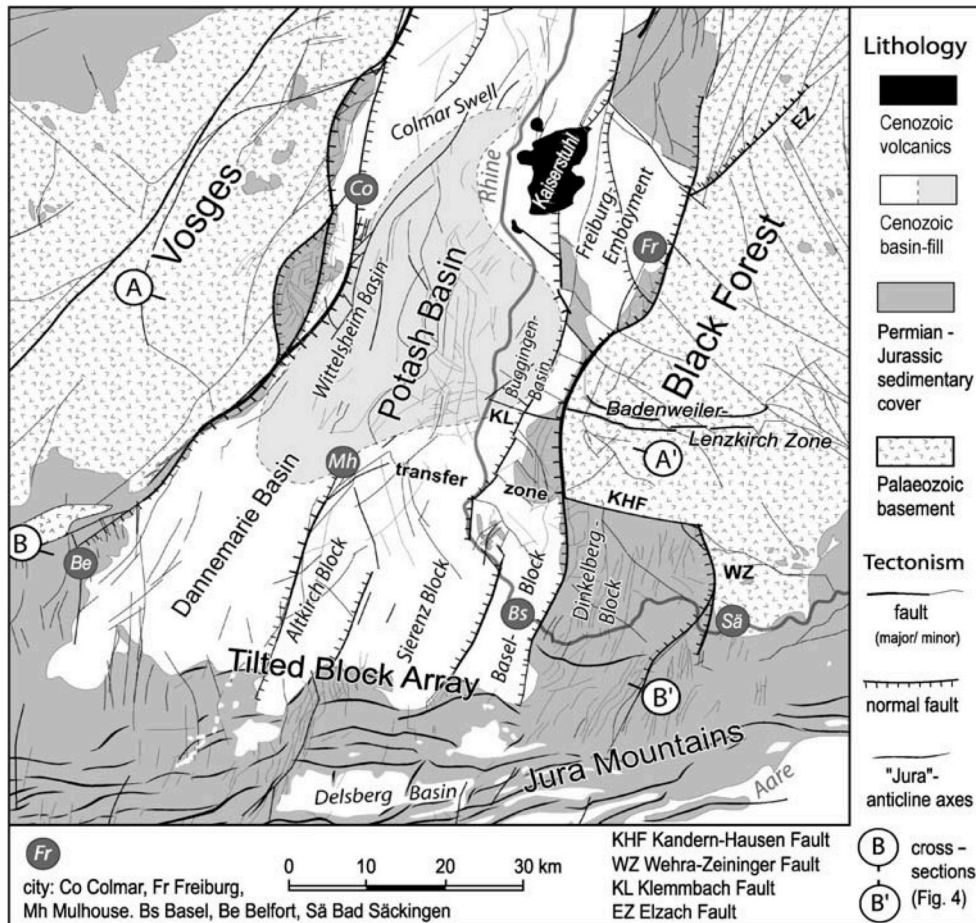 Colmar Swell
Co
Vosges
A
Rhine
Kaiserstuhl
Freiburg-
Embayment
Fr
EZ
Wittelsheim Basin
Potash Basin
Buggingen-
Basin
Black Forest
KL
Badenweiler-
Lenzkirch Zone
A'
Mh
transfer
zone
KHF
B
Be
Dannemarie Basin
Altkirch Block
Sierenz Block
Basel-
Block
Bs
Dinkelberg-
Block
WZ
Sä
Tilted Block Array
B'
Jura Mountains
Delsberg Basin
Aare
Lithology
Cenozoic
volcanics
Cenozoic
basin-fill
Permian -
Jurassic
sedimentary
cover
Palaeozoic
basement
Tectonism
fault
(major/ minor)
normal fault
"Jura"-
anticline axes
B
cross –
sections
(Fig. 4)
B'
Fr
city: Co Colmar, Fr Freiburg,
Mh Mulhouse. Bs Basel, Be Belfort, Sä Bad Säckingen
0 10 20 30 km
KHF Kandern-Hausen Fault
WZ Wehra-Zeininger Fault
KL Klemmbach Fault
EZ Elzach Fault